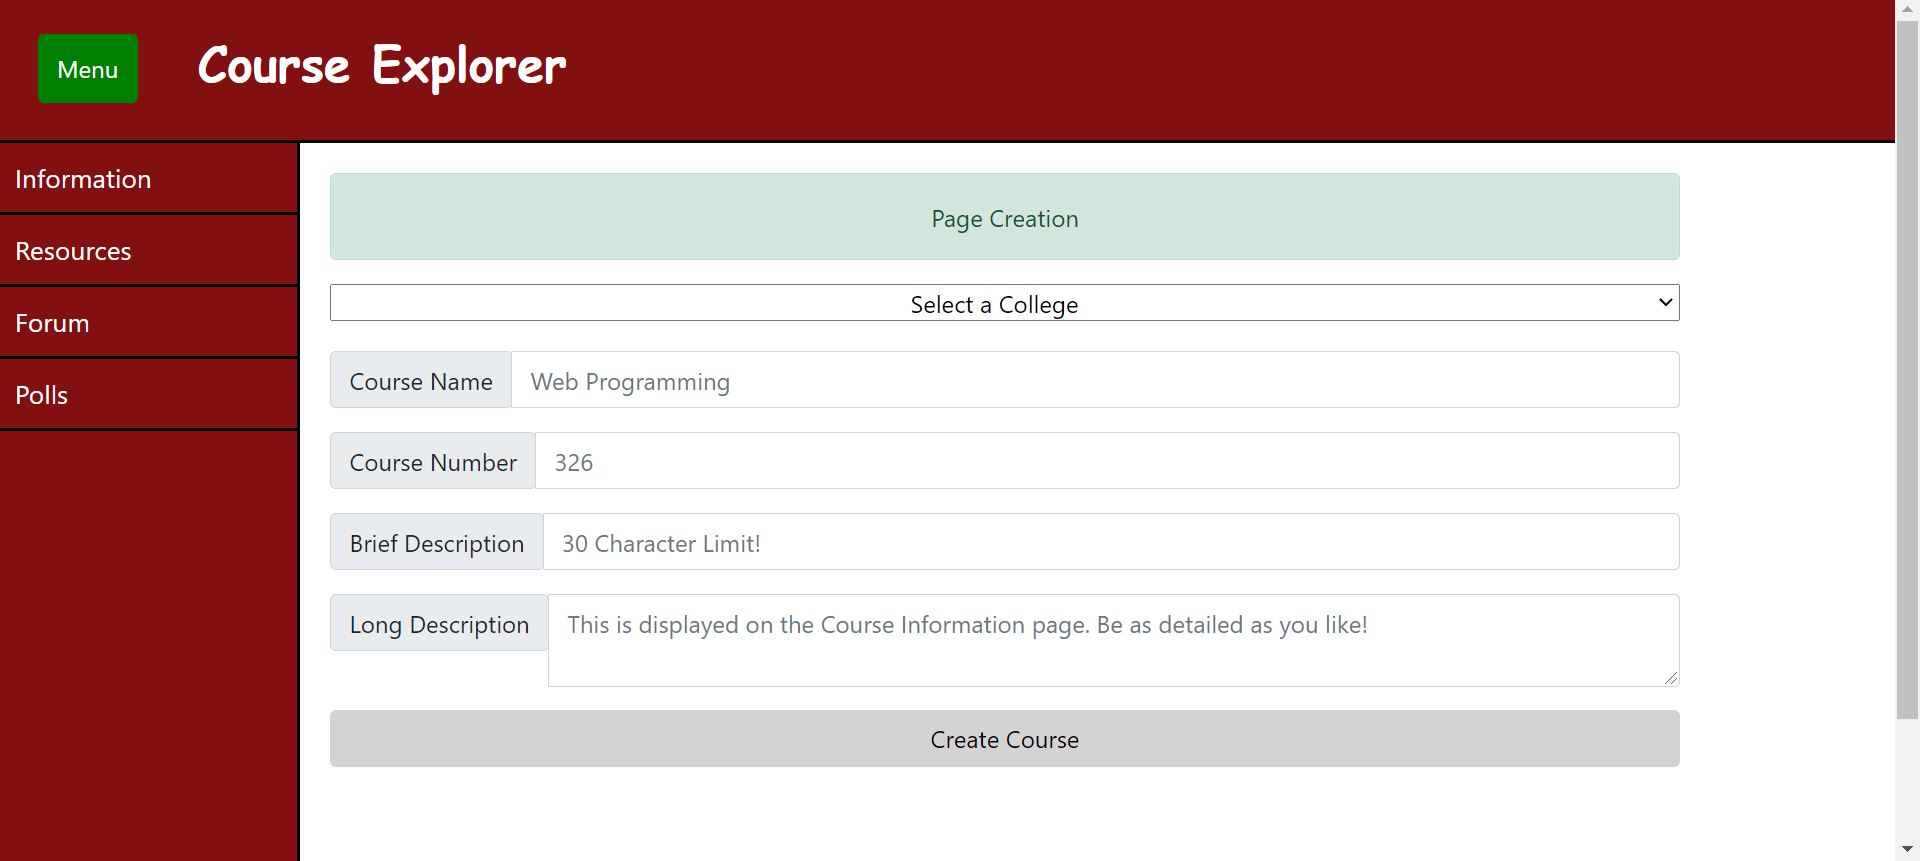 Menu
Course Explorer
Information
Resources
Forum
Polls
Page Creation
Select a College
Course Name
Web Programming
Course Number
326
Brief Description
30 Character Limit!
Long Description
This is displayed on the Course Information page. Be as detailed as you like!
Create Course